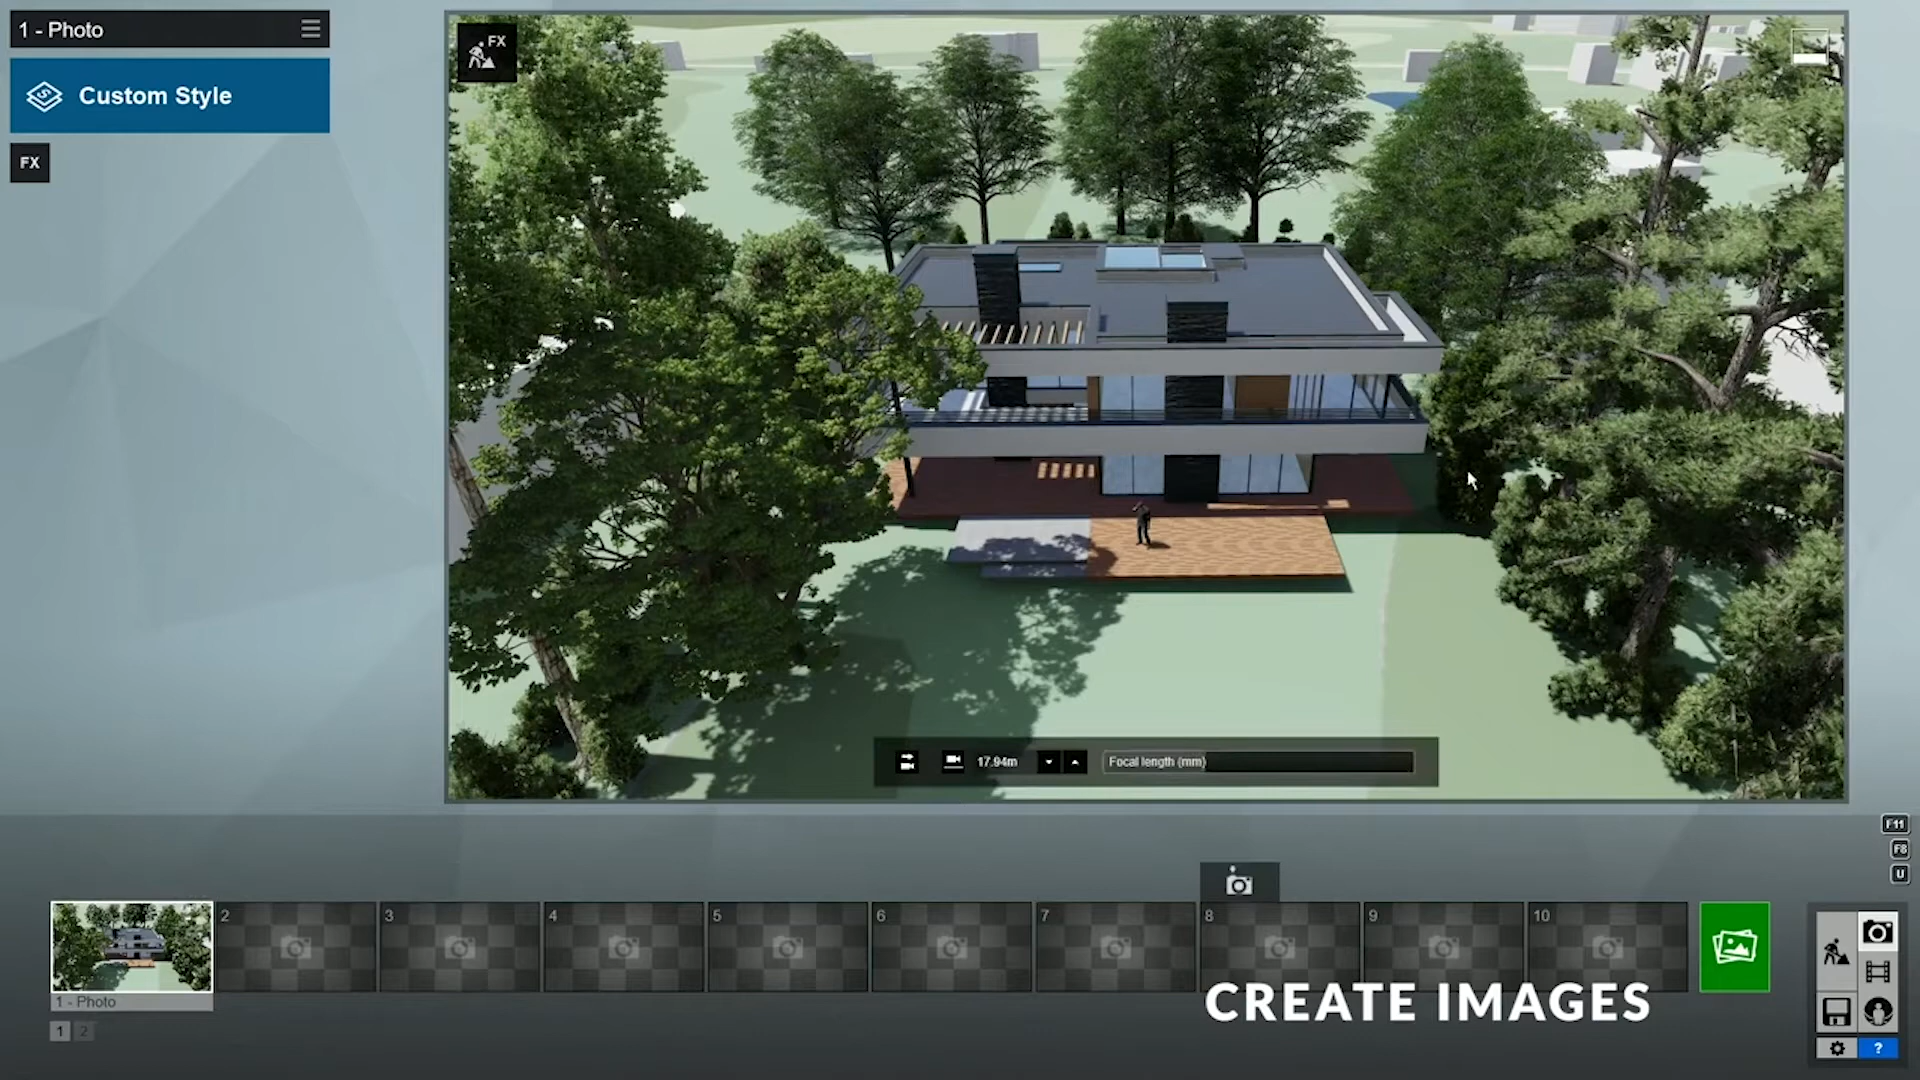 1 - Photo
Custom Style
FX
FX
17.94m
Focal length (mm)
F11
F8
U
2
3
4
5
6
7
8
9
10
1 - Photo
CREATE IMAGES
1
2
?